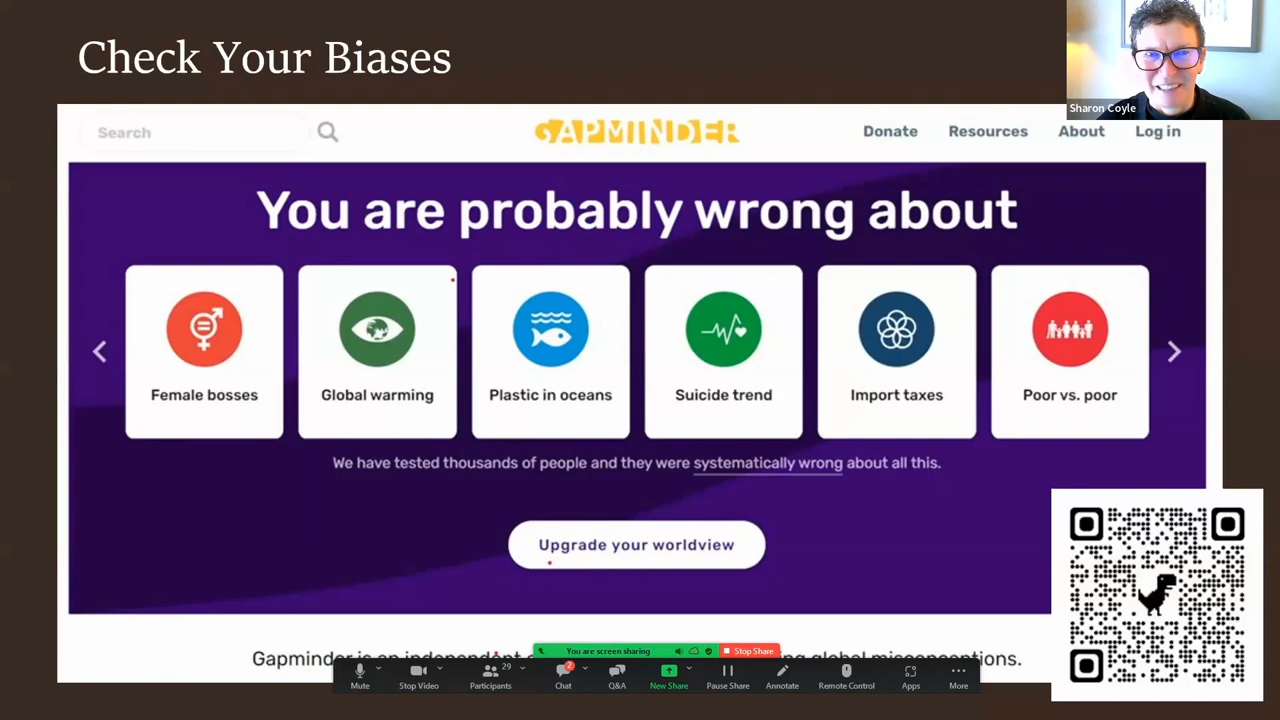 Check Your Biases
Sharon Coyle
Search
GAPMINDER
Donate Resources About Log in
You are probably wrong about
Female bosses
Global warming
Plastic in oceans
Suicide trend
Import taxes
Poor vs. poor
We have tested thousands of people and they were systematically wrong about all this.
Upgrade your worldview
Gapminder is an global misconceptions.
You are screen sharing Stop Share
29
2
Mute Stop Video Participants Chat Q&A New Share Pause Share Annotate Remote Control Apps More